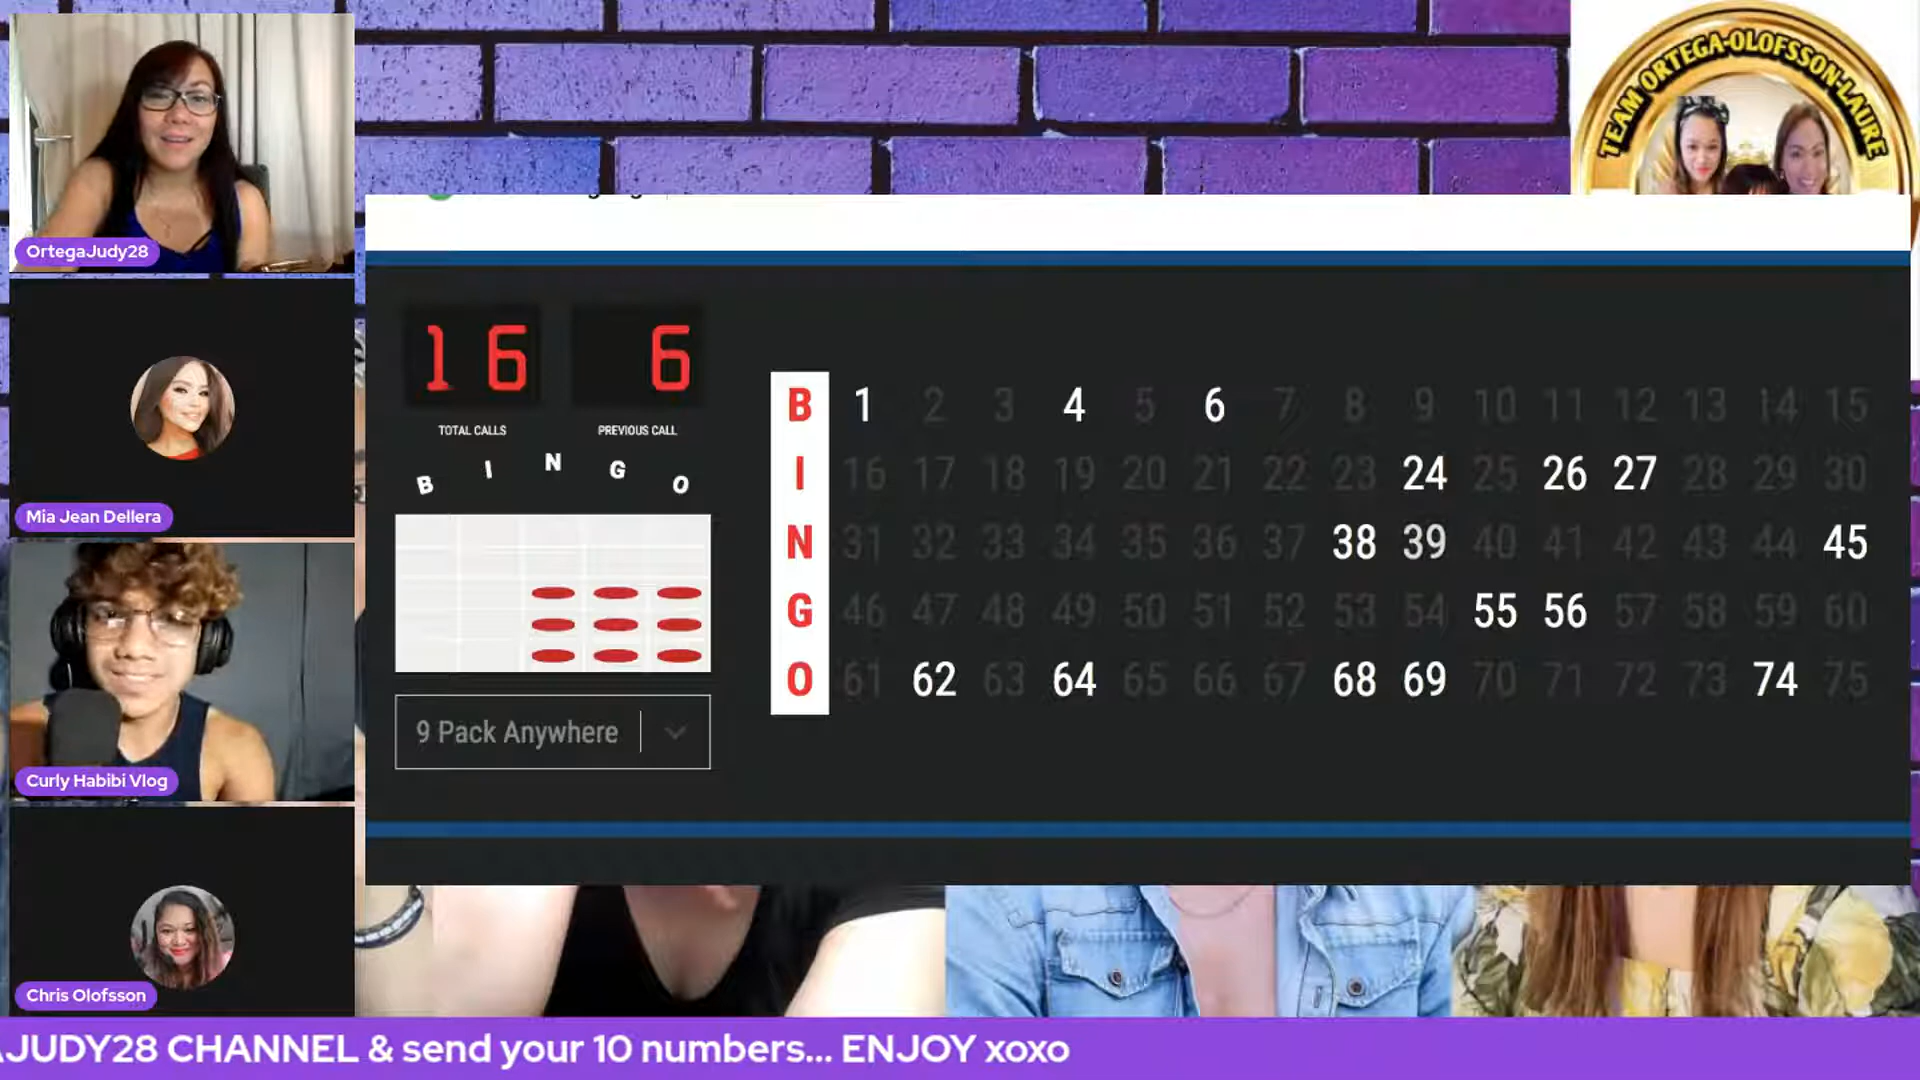 OrtegaJudy28
Mia Jean Dellera
Curly Habibi Vlog
Chris Olofsson
TEAM ORTEGA-OLOFSSON-LAURE
16 6
TOTAL CALLS PREVIOUS CALL
B I N G O
9 Pack Anywhere
B 1 2 3 4 5 6 7 8 9 10 11 12 13 14 15
I 16 17 18 19 20 21 22 23 24 25 26 27 28 29 30
N 31 32 33 34 35 36 37 38 39 40 41 42 43 44 45
G 46 47 48 49 50 51 52 53 54 55 56 57 58 59 60
O 61 62 63 64 65 66 67 68 69 70 71 72 73 74 75
AJUDY28 CHANNEL & send your 10 numbers... ENJOY xoxo